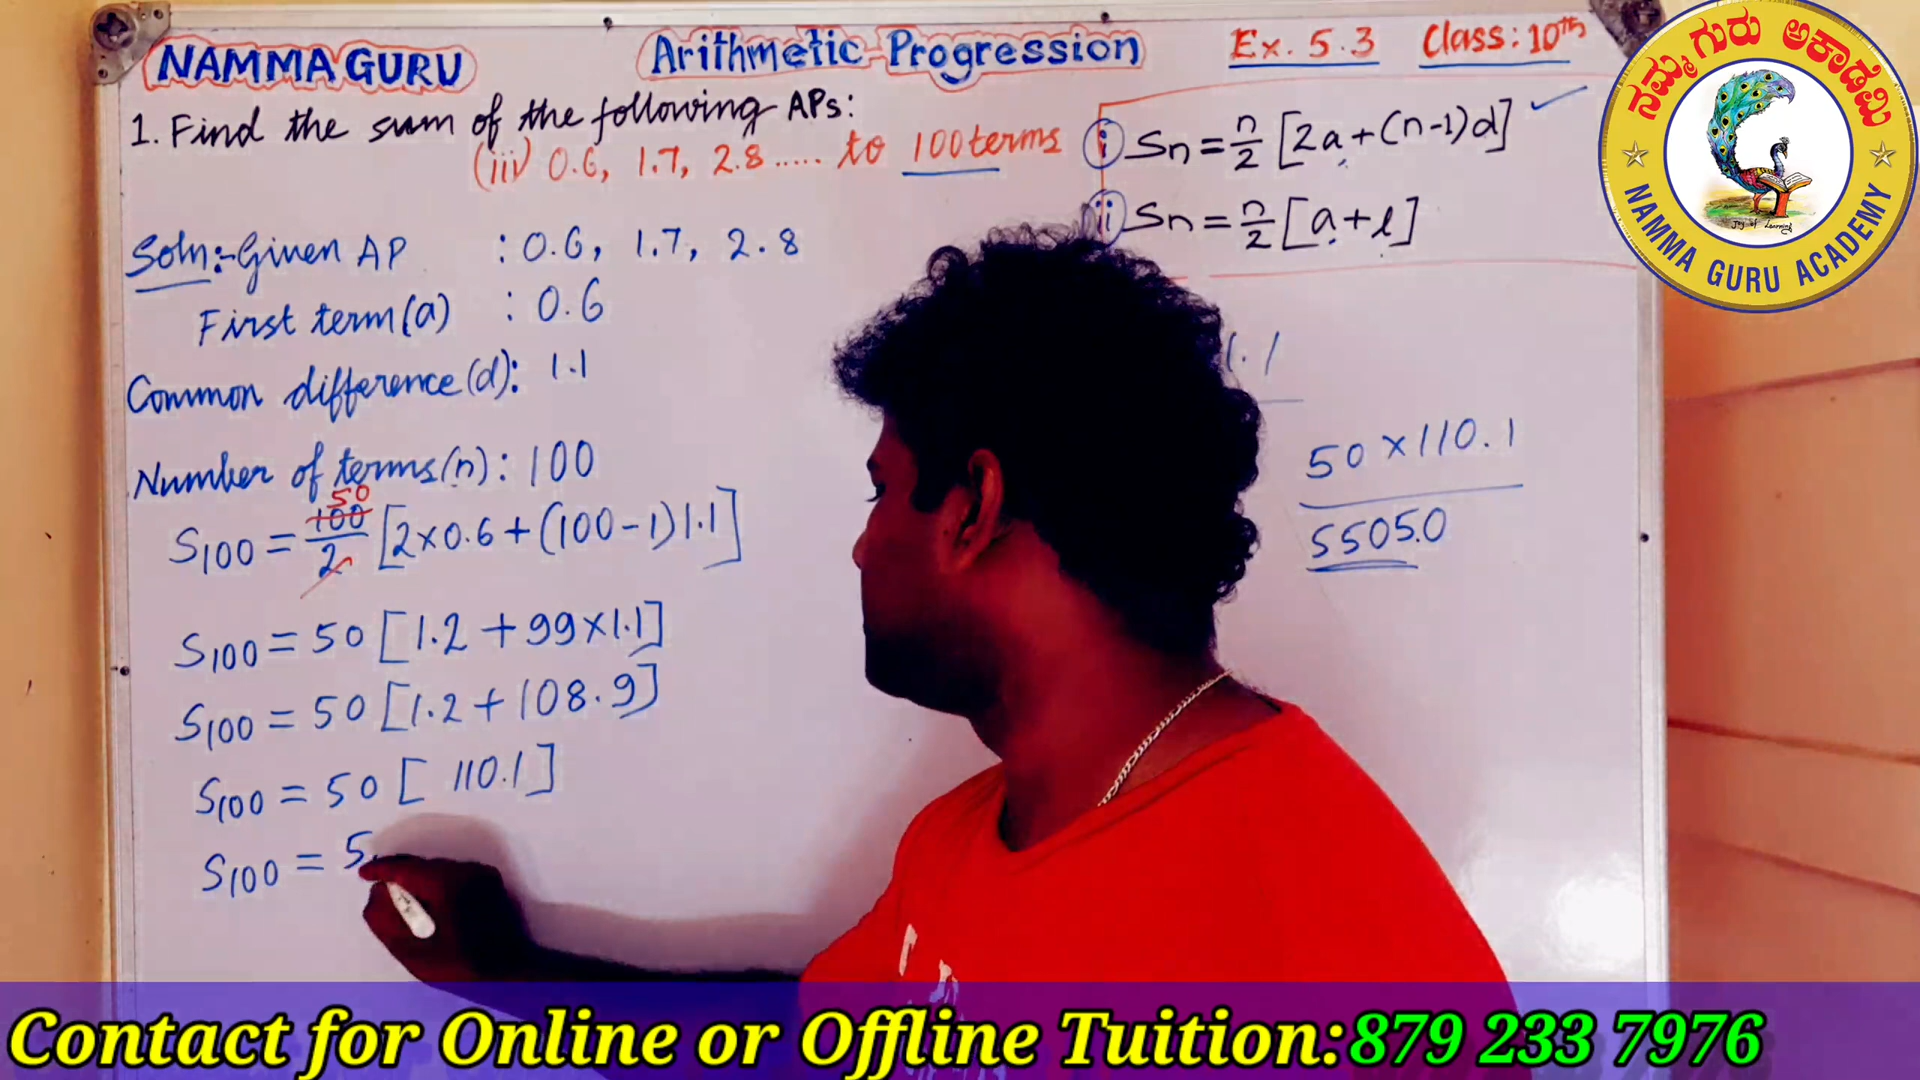 NAMMA GURU
Arithmetic Progression
Ex. 5.3 Class: 10th
1. Find the sum of the following APs:
(iii) 0.6, 1.7, 2.8 ..... to 100 terms
i Sn = n/2 [2a + (n-1)d]
ii Sn = n/2 [a + l]
Soln:- Given AP : 0.6, 1.7, 2.8
First term (a) : 0.6
Common difference (d): 1.1
Number of terms (n): 100
50
S100 = 100/2 [2×0.6 + (100-1)1.1]
S100 = 50 [1.2 + 99×1.1]
S100 = 50 [1.2 + 108.9]
S100 = 50 [ 110.1]
S100 = 5
1.1
50 × 110.1
5505.0
ನಮ್ಮ ಗುರು ಅಕಾಡೆಮಿ
NAMMA GURU ACADEMY
Joy of Learning
Contact for Online or Offline Tuition:879 233 7976